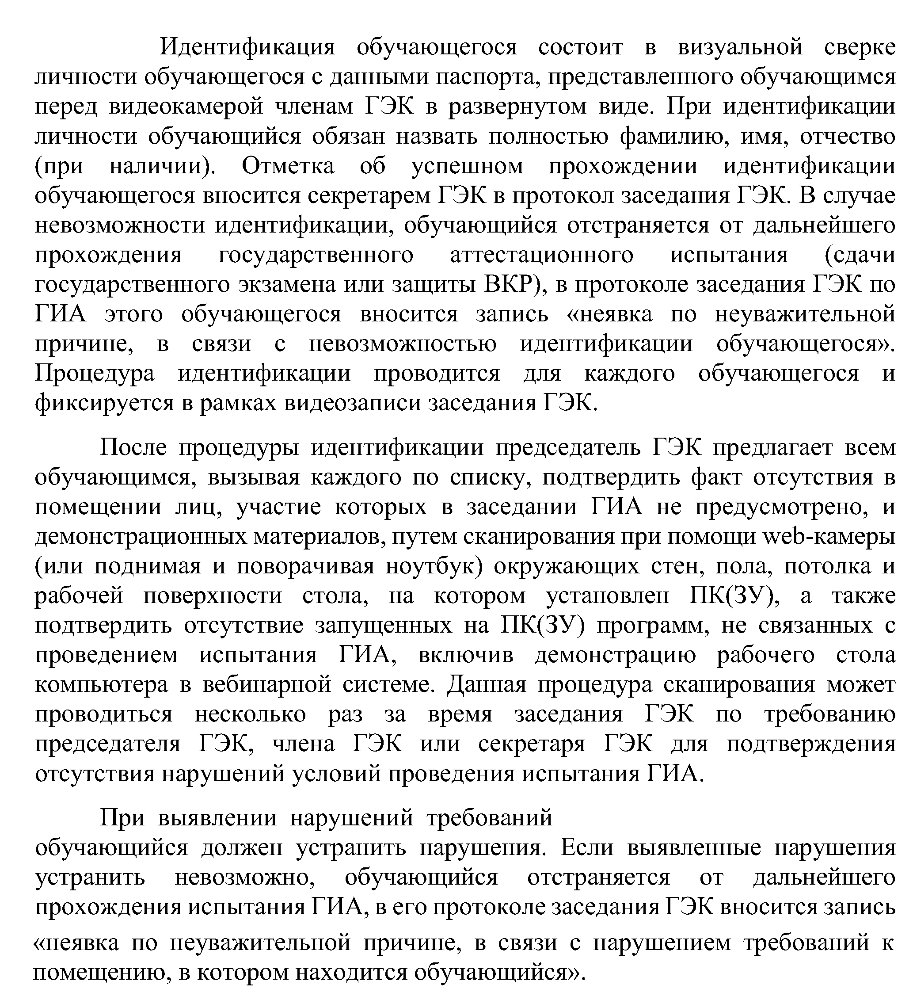 Идентификация обучающегося состоит в визуальной сверке
личности обучающегося с данными паспорта, представленного обучающимся
перед видеокамерой членам ГЭК в развернутом виде. При идентификации
личности обучающийся обязан назвать полностью фамилию, имя, отчество
(при наличии). Отметка об успешном прохождении идентификации
обучающегося вносится секретарем ГЭК в протокол заседания ГЭК. В случае
невозможности идентификации, обучающийся отстраняется от дальнейшего
прохождения государственного аттестационного испытания (сдачи
государственного экзамена или защиты ВКР), в протоколе заседания ГЭК по
ГИА этого обучающегося вносится запись «неявка по неуважительной
причине, в связи с невозможностью идентификации обучающегося».
Процедура идентификации проводится для каждого обучающегося и
фиксируется в рамках видеозаписи заседания ГЭК.
После процедуры идентификации председатель ГЭК предлагает всем
обучающимся, вызывая каждого по списку, подтвердить факт отсутствия в
помещении лиц, участие которых в заседании ГИА не предусмотрено, и
демонстрационных материалов, путем сканирования при помощи web-камеры
(или поднимая и поворачивая ноутбук) окружающих стен, пола, потолка и
рабочей поверхности стола, на котором установлен ПК(ЗУ), а также
подтвердить отсутствие запущенных на ПК(ЗУ) программ, не связанных с
проведением испытания ГИА, включив демонстрацию рабочего стола
компьютера в вебинарной системе. Данная процедура сканирования может
проводиться несколько раз за время заседания ГЭК по требованию
председателя ГЭК, члена ГЭК или секретаря ГЭК для подтверждения
отсутствия нарушений условий проведения испытания ГИА.
При выявлении нарушений требований
обучающийся должен устранить нарушения. Если выявленные нарушения
устранить невозможно, обучающийся отстраняется от дальнейшего
прохождения испытания ГИА, в его протоколе заседания ГЭК вносится запись
«неявка по неуважительной причине, в связи с нарушением требований к
помещению, в котором находится обучающийся».